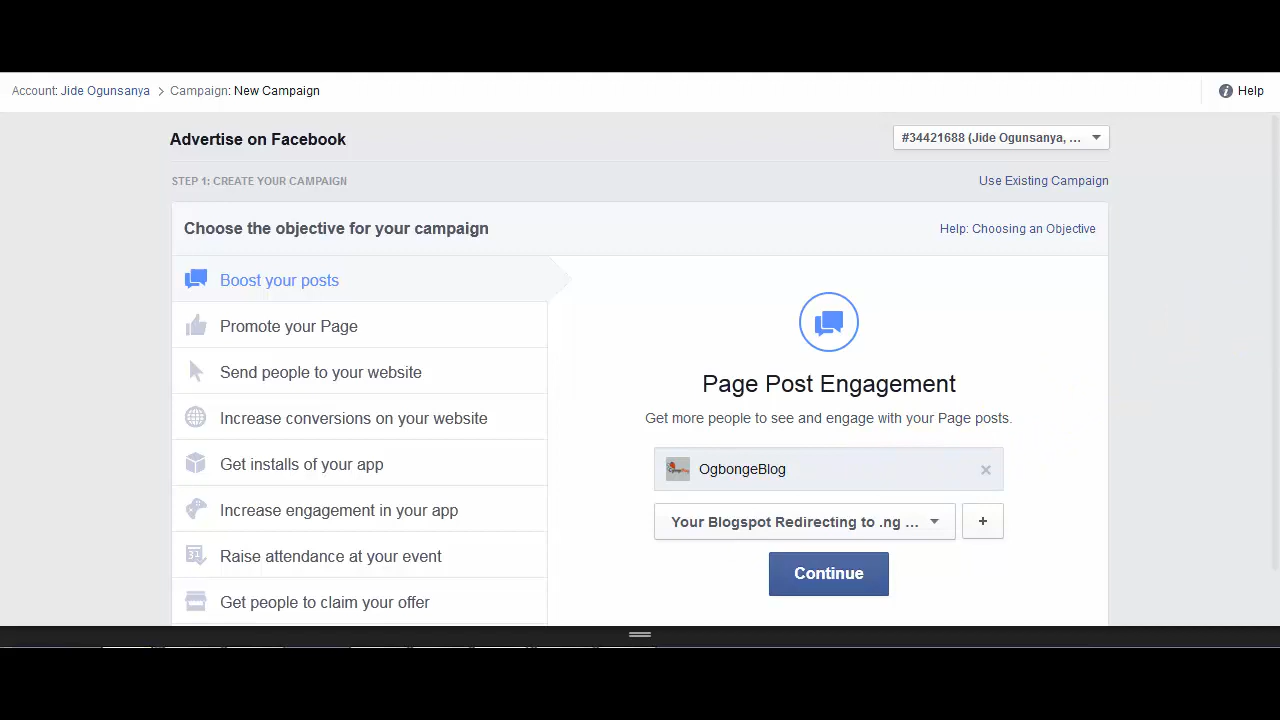 Account: Jide Ogunsanya > Campaign: New Campaign
Help
Advertise on Facebook
#34421688 (Jide Ogunsanya, ...
STEP 1: CREATE YOUR CAMPAIGN
Use Existing Campaign
Choose the objective for your campaign
Help: Choosing an Objective
Boost your posts
Promote your Page
Send people to your website
Increase conversions on your website
Get installs of your app
Increase engagement in your app
31
Raise attendance at your event
Get people to claim your offer
Page Post Engagement
Get more people to see and engage with your Page posts.
OgbongeBlog
Your Blogspot Redirecting to .ng ...
+
Continue